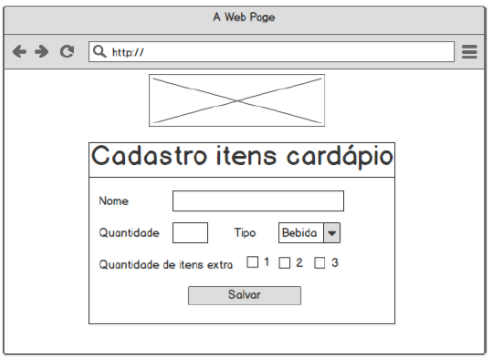 A Web Page
http://
Cadastro itens cardápio
Nome
Quantidade Tipo Bebida
Quantidade de itens extra 1 2 3
Salvar